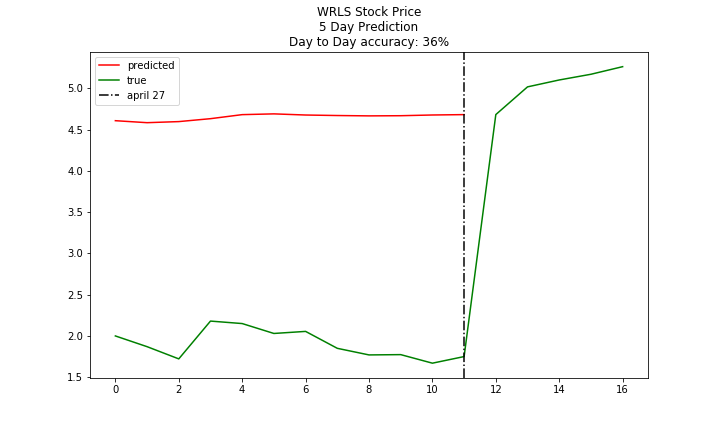 WRLS Stock Price
5 Day Prediction
Day to Day accuracy: 36%
predicted
true
april 27
5.0
4.5
4.0
3.5
3.0
2.5
2.0
1.5
0 2 4 6 8 10 12 14 16